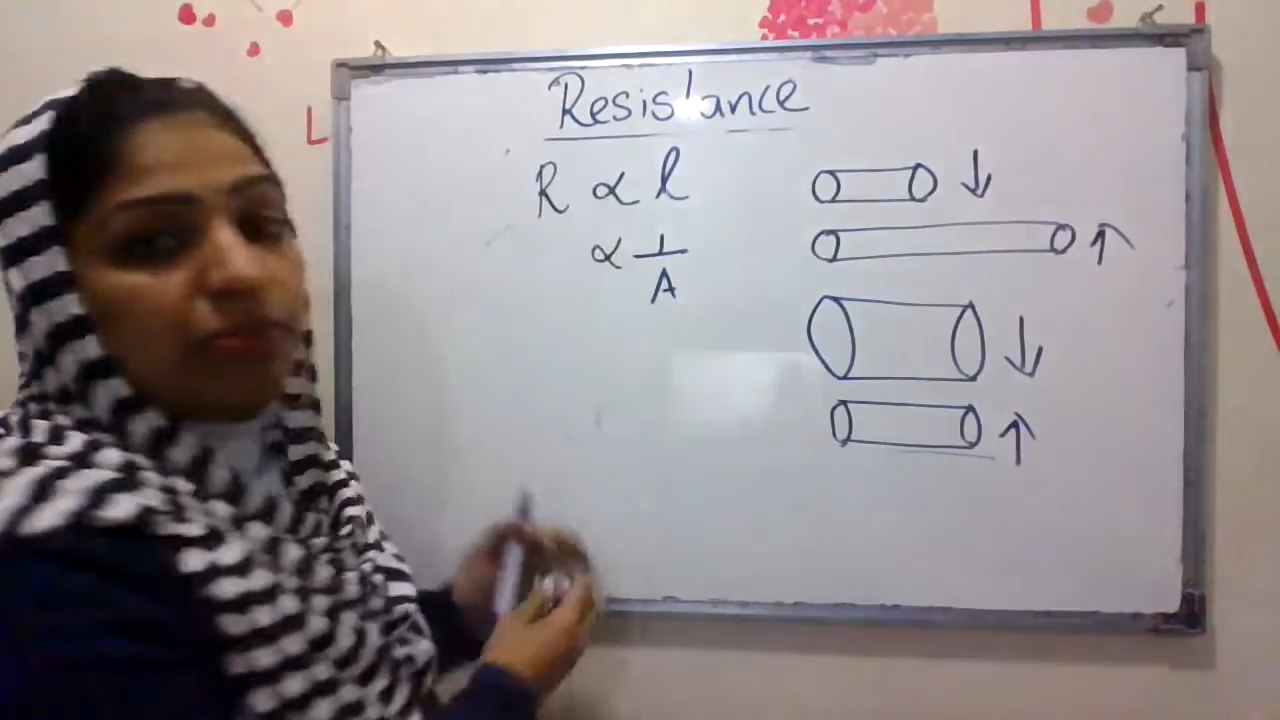 Resistance
R ∝ l ↓
∝ 1/A ↑
↓
↑